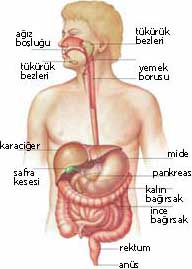 ağız
boşluğu
tükürük
bezleri
tükürük
bezleri
yemek
borusu
karaciğer
mide
safra
kesesi
pankreas
kalın
bağırsak
ince
bağırsak
rektum
anüs